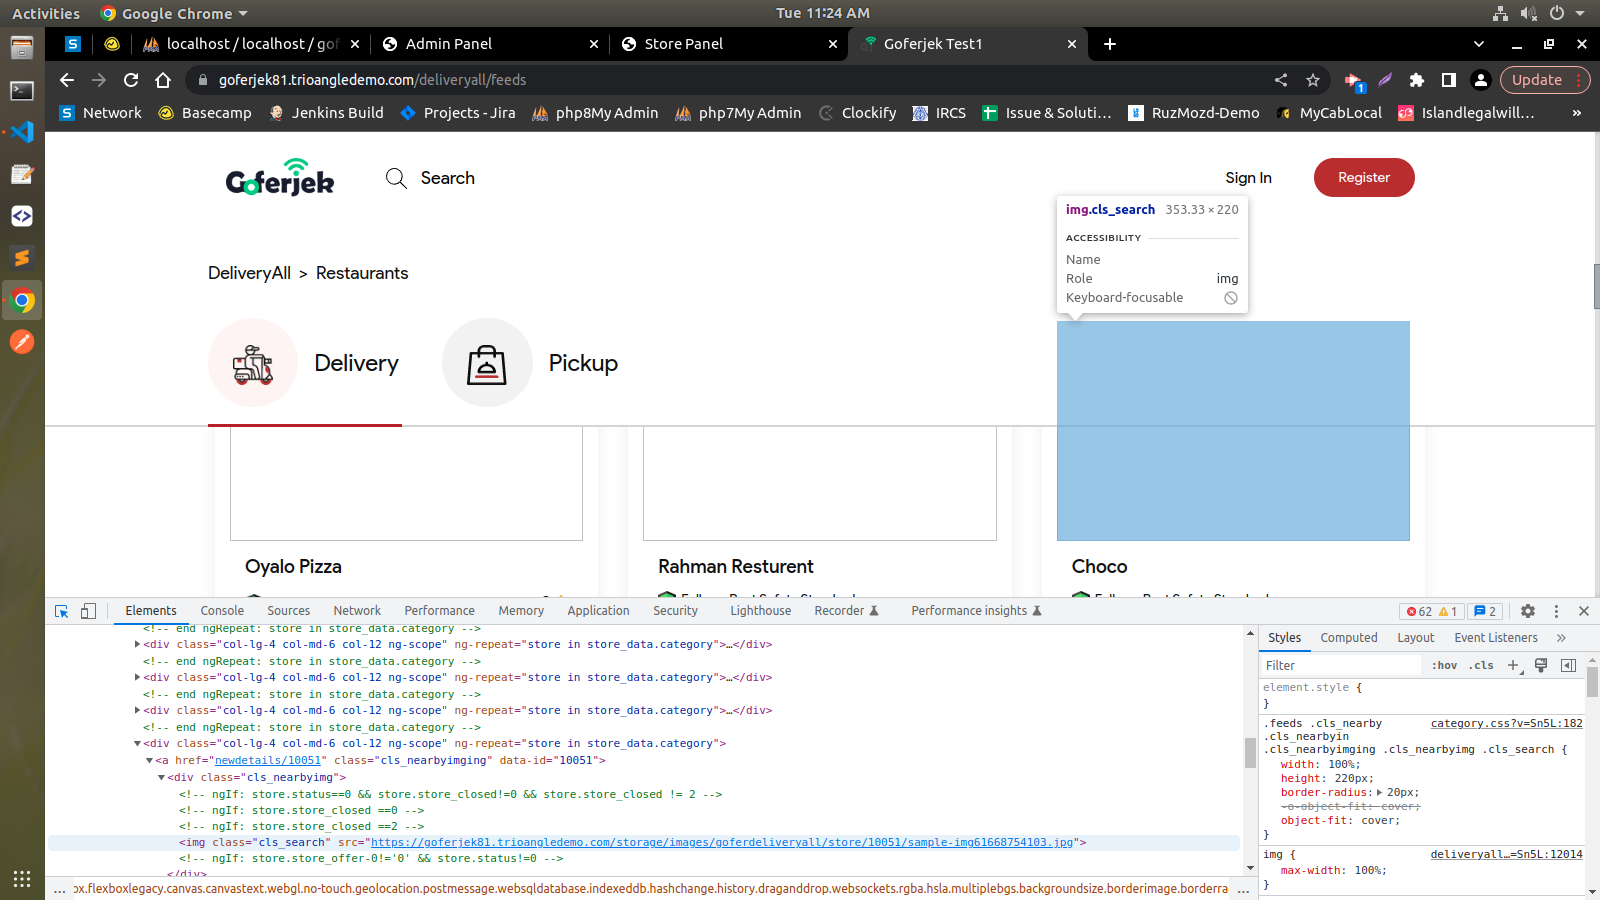 Activities
Google Chrome
Tue 11:24 AM
localhost / localhost / gof
Admin Panel
Store Panel
Goferjek Test1
goferjek81.trioangledemo.com/deliveryall/feeds
Update
Network
Basecamp
Jenkins Build
Projects - Jira
php8My Admin
php7My Admin
Clockify
IRCS
Issue & Soluti...
RuzMozd-Demo
MyCabLocal
Islandlegalwill...
»
Goferjek
Search
Sign In
Register
img.cls_search 353.33 × 220
ACCESSIBILITY
Name
Role img
Keyboard-focusable
DeliveryAll > Restaurants
Delivery
Pickup
Oyalo Pizza
Rahman Resturent
Choco
Elements Console Sources Network Performance Memory Application Security Lighthouse Recorder Performance insights
62 1 2
<!-- end ngRepeat: store in store_data.category -->
<div class="col-lg-4 col-md-6 col-12 ng-scope" ng-repeat="store in store_data.category">…</div>
<!-- end ngRepeat: store in store_data.category -->
<div class="col-lg-4 col-md-6 col-12 ng-scope" ng-repeat="store in store_data.category">…</div>
<!-- end ngRepeat: store in store_data.category -->
<div class="col-lg-4 col-md-6 col-12 ng-scope" ng-repeat="store in store_data.category">…</div>
<!-- end ngRepeat: store in store_data.category -->
<div class="col-lg-4 col-md-6 col-12 ng-scope" ng-repeat="store in store_data.category">
<a href="newdetails/10051" class="cls_nearbyimging" data-id="10051">
<div class="cls_nearbyimg">
<!-- ngIf: store.status==0 && store.store_closed!=0 && store.store_closed != 2 -->
<!-- ngIf: store.store_closed ==0 -->
<!-- ngIf: store.store_closed ==2 -->
<img class="cls_search" src="https://goferjek81.trioangledemo.com/storage/images/goferdeliveryall/store/10051/sample-img61668754103.jpg">
<!-- ngIf: store.store_offer-0!='0' && store.status!=0 -->
</div>
... ox.flexboxlegacy.canvas.canvastext.webgl.no-touch.geolocation.postmessage.websqldatabase.indexeddb.hashchange.history.draganddrop.websockets.rgba.hsla.multiplebgs.backgroundsize.borderimage.borderra ...
Styles Computed Layout Event Listeners »
Filter :hov .cls
element.style {
}
.feeds .cls_nearby category.css?v=Sn5L:182
.cls_nearbyin
.cls_nearbyimging .cls_nearbyimg .cls_search {
width: 100%;
height: 220px;
border-radius: 20px;
-o-object-fit: cover;
object-fit: cover;
}
img { deliveryall…=Sn5L:12014
max-width: 100%;
}